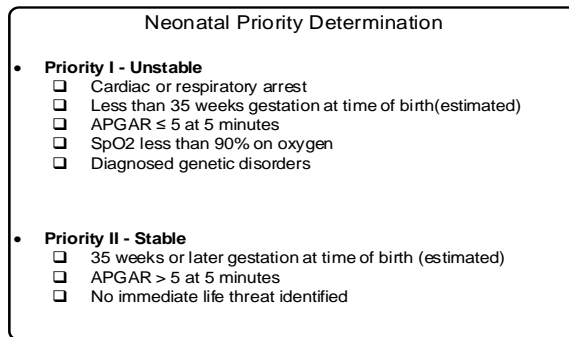 Neonatal Priority Determination
• Priority I - Unstable
❑ Cardiac or respiratory arrest
❑ Less than 35 weeks gestation at time of birth(estimated)
❑ APGAR ≤ 5 at 5 minutes
❑ SpO2 less than 90% on oxygen
❑ Diagnosed genetic disorders
• Priority II - Stable
❑ 35 weeks or later gestation at time of birth (estimated)
❑ APGAR > 5 at 5 minutes
❑ No immediate life threat identified